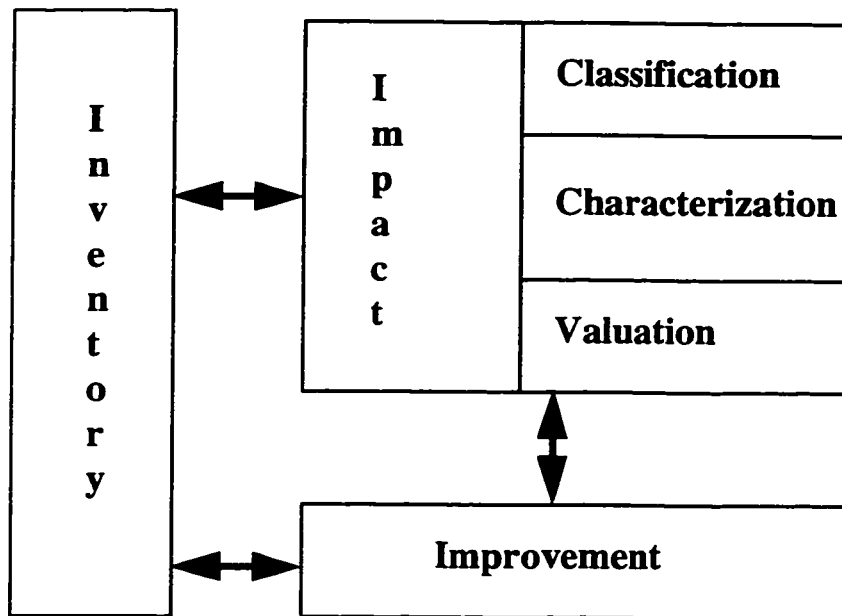 Inventory
Impact
Classification
Characterization
Valuation
Improvement